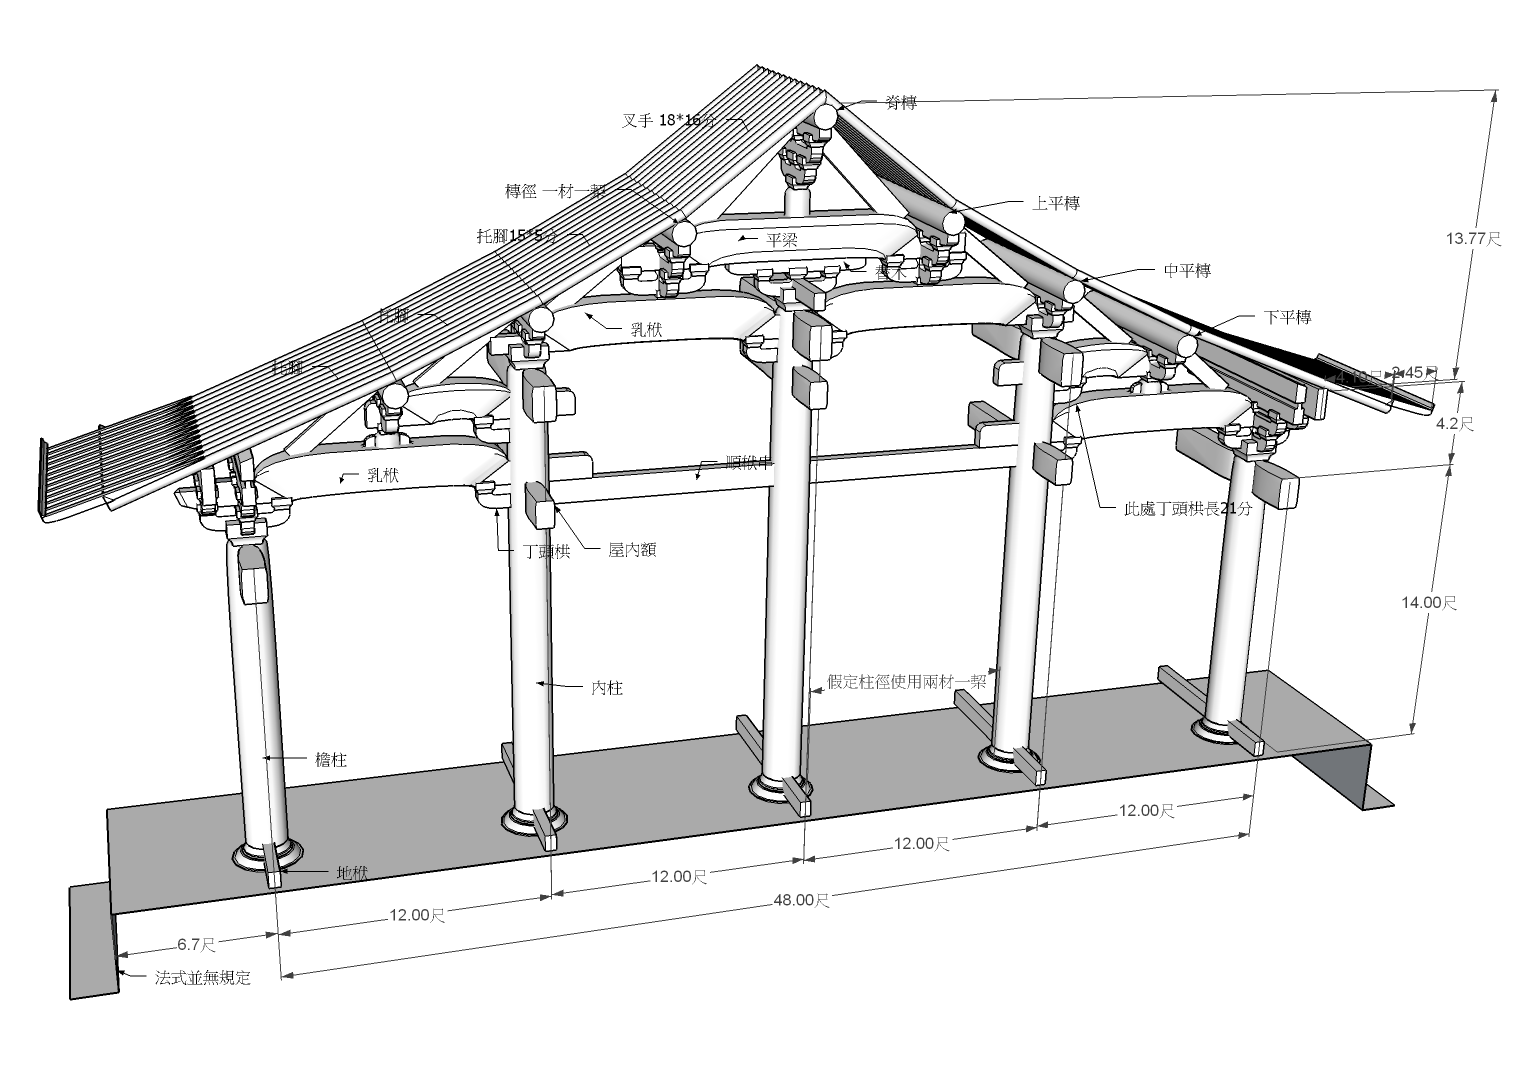 脊槫
叉手 18*16分
槫徑 一材一栔
上平槫
托腳15*5分
平梁
13.77尺
中平槫
替木
托腳
乳栿
下平槫
托腳
4.10尺
2.45尺
4.2尺
乳栿
順栿串
此處丁頭栱長21分
丁頭栱
屋內額
14.00尺
內柱
假定柱徑使用兩材一栔
檐柱
地栿
12.00尺
12.00尺
12.00尺
12.00尺
48.00尺
6.7尺
法式並無規定